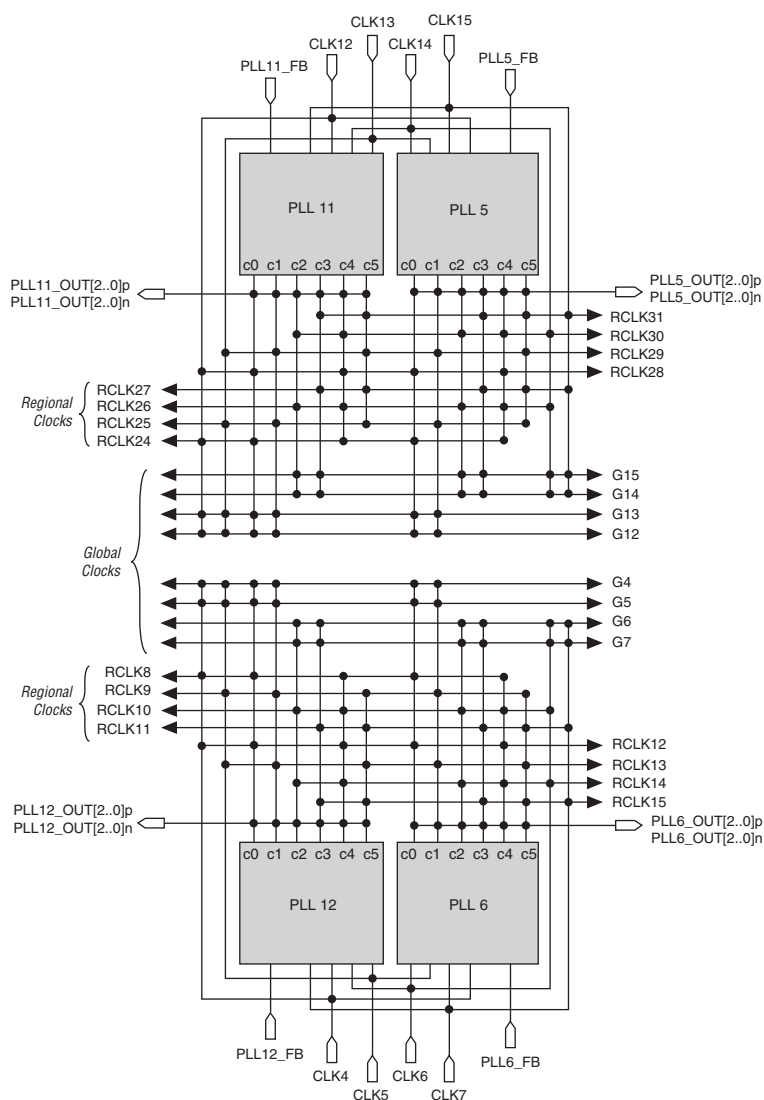 CLK13 CLK15
CLK12 CLK14
PLL11_FB PLL5_FB
PLL 11 PLL 5
c0 c1 c2 c3 c4 c5 c0 c1 c2 c3 c4 c5
PLL11_OUT[2..0]p PLL5_OUT[2..0]p
PLL11_OUT[2..0]n PLL5_OUT[2..0]n
RCLK31
RCLK30
RCLK29
RCLK28
Regional
Clocks
RCLK27
RCLK26
RCLK25
RCLK24
G15
G14
G13
G12
Global
Clocks
G4
G5
G6
G7
Regional
Clocks
RCLK8
RCLK9
RCLK10
RCLK11
RCLK12
RCLK13
RCLK14
RCLK15
PLL12_OUT[2..0]p PLL6_OUT[2..0]p
PLL12_OUT[2..0]n PLL6_OUT[2..0]n
c0 c1 c2 c3 c4 c5 c0 c1 c2 c3 c4 c5
PLL 12 PLL 6
PLL12_FB PLL6_FB
CLK4 CLK6
CLK5 CLK7